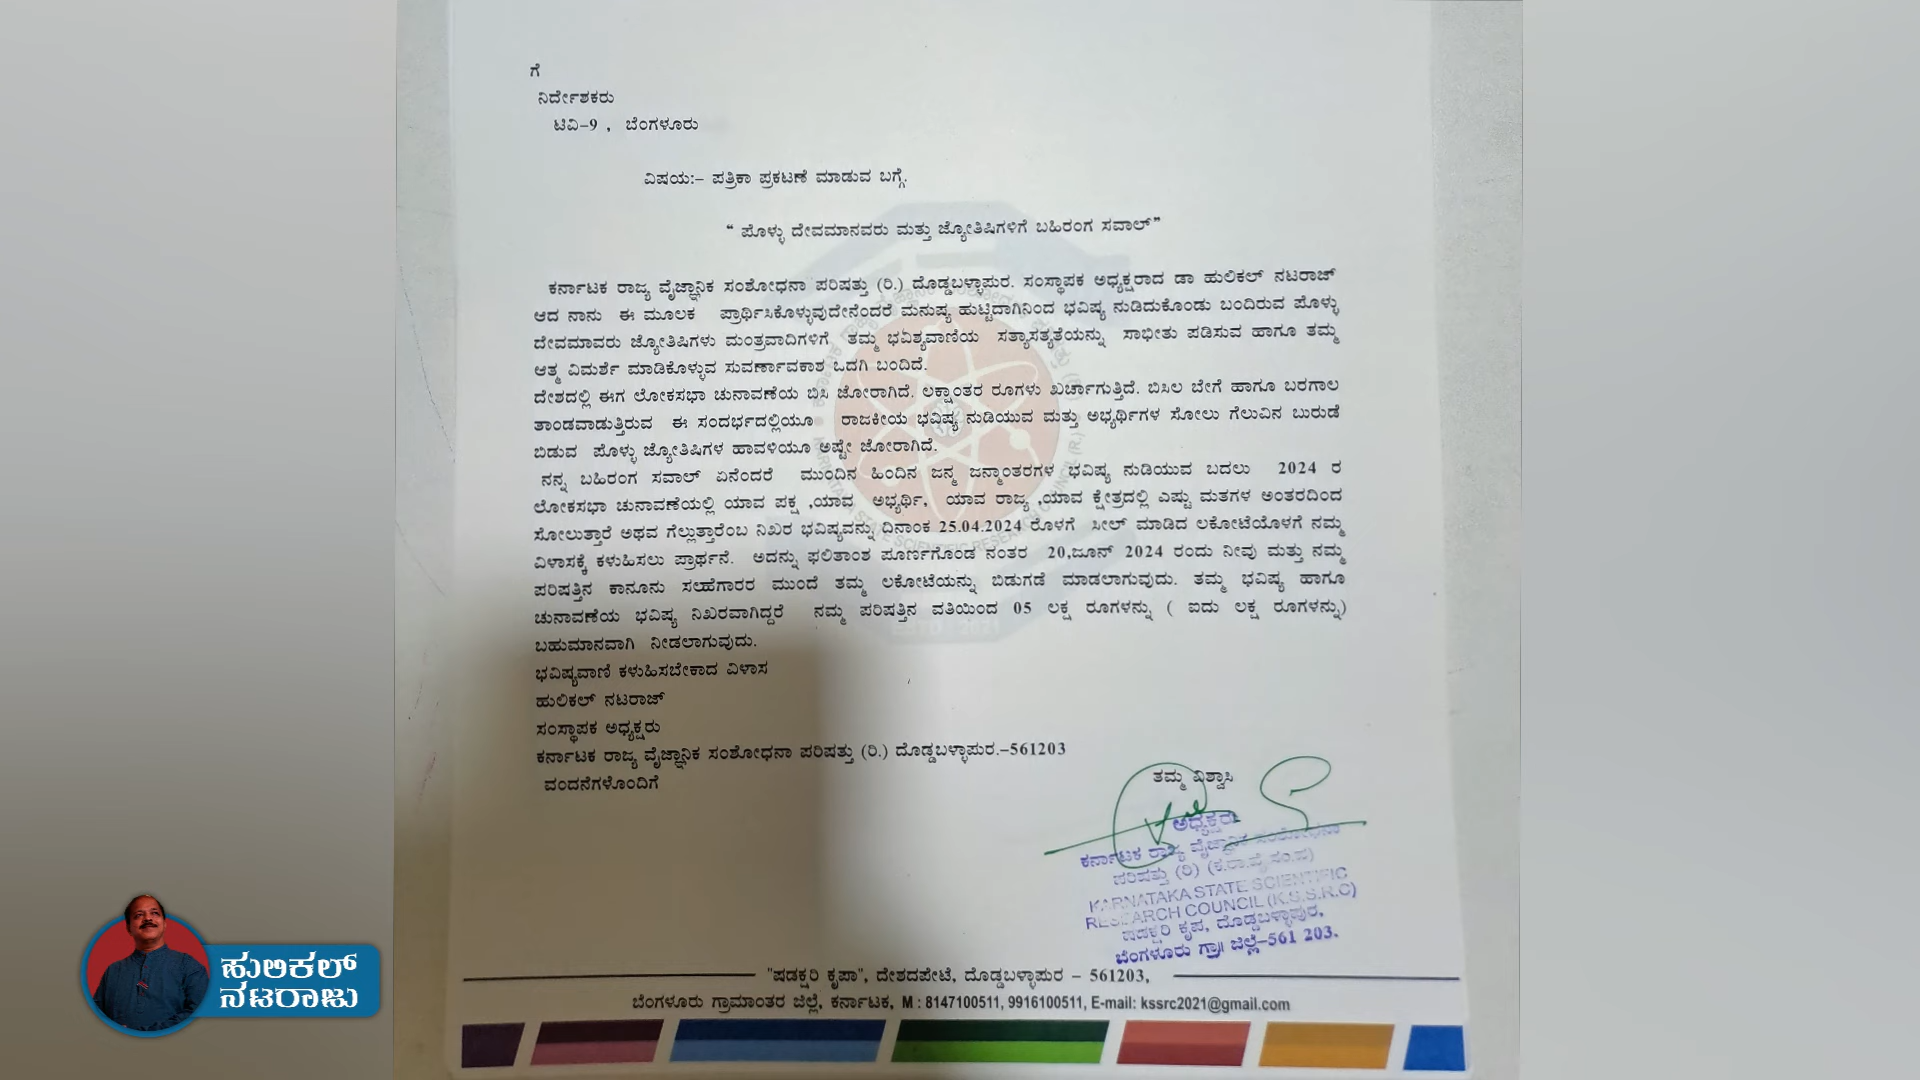 ಗೆ
ನಿರ್ದೇಶಕರು
ಟಿವಿ–9 , ಬೆಂಗಳೂರು
ವಿಷಯ:– ಪತ್ರಿಕಾ ಪ್ರಕಟಣೆ ಮಾಡುವ ಬಗ್ಗೆ.
“ ಪೊಳ್ಳು ದೇವಮಾನವರು ಮತ್ತು ಜ್ಯೋತಿಷಿಗಳಿಗೆ ಬಹಿರಂಗ ಸವಾಲ್”
ಕರ್ನಾಟಕ ರಾಜ್ಯ ವೈಜ್ಞಾನಿಕ ಸಂಶೋಧನಾ ಪರಿಷತ್ತು (ರಿ.) ದೊಡ್ಡಬಳ್ಳಾಪುರ. ಸಂಸ್ಥಾಪಕ ಅಧ್ಯಕ್ಷರಾದ ಡಾ ಹುಲಿಕಲ್ ನಟರಾಜ್
ಆದ ನಾನು ಈ ಮೂಲಕ ಪ್ರಾರ್ಥಿಸಿಕೊಳ್ಳುವುದೇನೆಂದರೆ ಮನುಷ್ಯ ಹುಟ್ಟಿದಾಗಿನಿಂದ ಭವಿಷ್ಯ ನುಡಿದುಕೊಂಡು ಬಂದಿರುವ ಪೊಳ್ಳು
ದೇವಮಾವರು ಜ್ಯೋತಿಷಿಗಳು ಮಂತ್ರವಾದಿಗಳಿಗೆ ತಮ್ಮ ಭವಿಶ್ಯವಾಣಿಯ ಸತ್ಯಾಸತ್ಯತೆಯನ್ನು ಸಾಭೀತು ಪಡಿಸುವ ಹಾಗೂ ತಮ್ಮ
ಆತ್ಮ ವಿಮರ್ಶೆ ಮಾಡಿಕೊಳ್ಳುವ ಸುವರ್ಣಾವಕಾಶ ಒದಗಿ ಬಂದಿದೆ.
ದೇಶದಲ್ಲಿ ಈಗ ಲೋಕಸಭಾ ಚುನಾವಣೆಯ ಬಿಸಿ ಜೋರಾಗಿದೆ. ಲಕ್ಷಾಂತರ ರೂಗಳು ಖರ್ಚಾಗುತ್ತಿದೆ. ಬಿಸಿಲ ಬೇಗೆ ಹಾಗೂ ಬರಗಾಲ
ತಾಂಡವಾಡುತ್ತಿರುವ ಈ ಸಂದರ್ಭದಲ್ಲಿಯೂ ರಾಜಕೀಯ ಭವಿಷ್ಯ ನುಡಿಯುವ ಮತ್ತು ಅಭ್ಯರ್ಥಿಗಳ ಸೋಲು ಗೆಲುವಿನ ಬುರುಡೆ
ಬಿಡುವ ಪೊಳ್ಳು ಜ್ಯೋತಿಷಿಗಳ ಹಾವಳಿಯೂ ಅಷ್ಟೇ ಜೋರಾಗಿದೆ.
ನನ್ನ ಬಹಿರಂಗ ಸವಾಲ್ ಏನೆಂದರೆ ಮುಂದಿನ ಹಿಂದಿನ ಜನ್ಮ ಜನ್ಮಾಂತರಗಳ ಭವಿಷ್ಯ ನುಡಿಯುವ ಬದಲು 2024 ರ
ಲೋಕಸಭಾ ಚುನಾವಣೆಯಲ್ಲಿ ಯಾವ ಪಕ್ಷ ,ಯಾವ ಅಭ್ಯರ್ಥಿ, ಯಾವ ರಾಜ್ಯ ,ಯಾವ ಕ್ಷೇತ್ರದಲ್ಲಿ ಎಷ್ಟು ಮತಗಳ ಅಂತರದಿಂದ
ಸೋಲುತ್ತಾರೆ ಅಥವ ಗೆಲ್ಲುತ್ತಾರೆಂಬ ನಿಖರ ಭವಿಷ್ಯವನ್ನು ದಿನಾಂಕ 25.04.2024 ರೊಳಗೆ ಸೀಲ್ ಮಾಡಿದ ಲಕೋಟೆಯೊಳಗೆ ನಮ್ಮ
ವಿಳಾಸಕ್ಕೆ ಕಳುಹಿಸಲು ಪ್ರಾರ್ಥನೆ. ಅದನ್ನು ಫಲಿತಾಂಶ ಪೂರ್ಣಗೊಂಡ ನಂತರ 20,ಜೂನ್ 2024 ರಂದು ನೀವು ಮತ್ತು ನಮ್ಮ
ಪರಿಷತ್ತಿನ ಕಾನೂನು ಸಲಹೆಗಾರರ ಮುಂದೆ ತಮ್ಮ ಲಕೋಟೆಯನ್ನು ಬಿಡುಗಡೆ ಮಾಡಲಾಗುವುದು. ತಮ್ಮ ಭವಿಷ್ಯ ಹಾಗೂ
ಚುನಾವಣೆಯ ಭವಿಷ್ಯ ನಿಖರವಾಗಿದ್ದರೆ ನಮ್ಮ ಪರಿಷತ್ತಿನ ವತಿಯಿಂದ 05 ಲಕ್ಷ ರೂಗಳನ್ನು ( ಐದು ಲಕ್ಷ ರೂಗಳನ್ನು)
ಬಹುಮಾನವಾಗಿ ನೀಡಲಾಗುವುದು.
ಭವಿಷ್ಯವಾಣಿ ಕಳುಹಿಸಬೇಕಾದ ವಿಳಾಸ
ಹುಲಿಕಲ್ ನಟರಾಜ್
ಸಂಸ್ಥಾಪಕ ಅಧ್ಯಕ್ಷರು
ಕರ್ನಾಟಕ ರಾಜ್ಯ ವೈಜ್ಞಾನಿಕ ಸಂಶೋಧನಾ ಪರಿಷತ್ತು (ರಿ.) ದೊಡ್ಡಬಳ್ಳಾಪುರ.–561203
ವಂದನೆಗಳೊಂದಿಗೆ
ತಮ್ಮ ವಿಶ್ವಾಸಿ
ಅಧ್ಯಕ್ಷರು
ಕರ್ನಾಟಕ ರಾಜ್ಯ ವೈಜ್ಞಾನಿಕ ಸಂಶೋಧನಾ
ಪರಿಷತ್ತು (ರಿ) (ಕ.ರಾ.ವೈ.ಸಂ.ಪ)
KARNATAKA STATE SCIENTIFIC
RESEARCH COUNCIL (K.S.S.R.C)
ಷಡಕ್ಷರಿ ಕೃಪ, ದೊಡ್ಡಬಳ್ಳಾಪುರ,
ಬೆಂಗಳೂರು ಗ್ರಾ॥ ಜಿಲ್ಲೆ–561 203.
"ಷಡಕ್ಷರಿ ಕೃಪಾ", ದೇಶದಪೇಟೆ, ದೊಡ್ಡಬಳ್ಳಾಪುರ – 561203,
ಬೆಂಗಳೂರು ಗ್ರಾಮಾಂತರ ಜಿಲ್ಲೆ, ಕರ್ನಾಟಕ, M : 8147100511, 9916100511, E-mail: kssrc2021@gmail.com
ಹುಲಿಕಲ್
ನಟರಾಜು